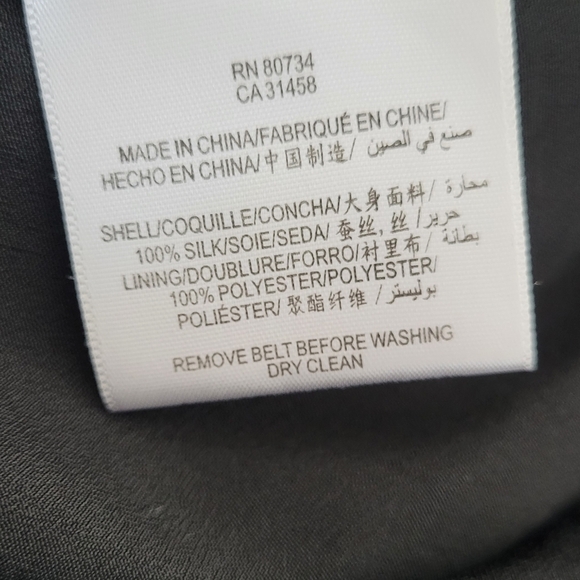 RN 80734
CA 31458
MADE IN CHINA/FABRIQUÉ EN CHINE/
HECHO EN CHINA/中国制造/ صنع في الصين
SHELL/COQUILLE/CONCHA/大身面料/ محارة
100% SILK/SOIE/SEDA/ 蚕丝, 丝/ حرير
LINING/DOUBLURE/FORRO/衬里布/ بطانة
100% POLYESTER/POLYESTER/
POLIÉSTER/ 聚酯纤维 / بوليستر
REMOVE BELT BEFORE WASHING
DRY CLEAN